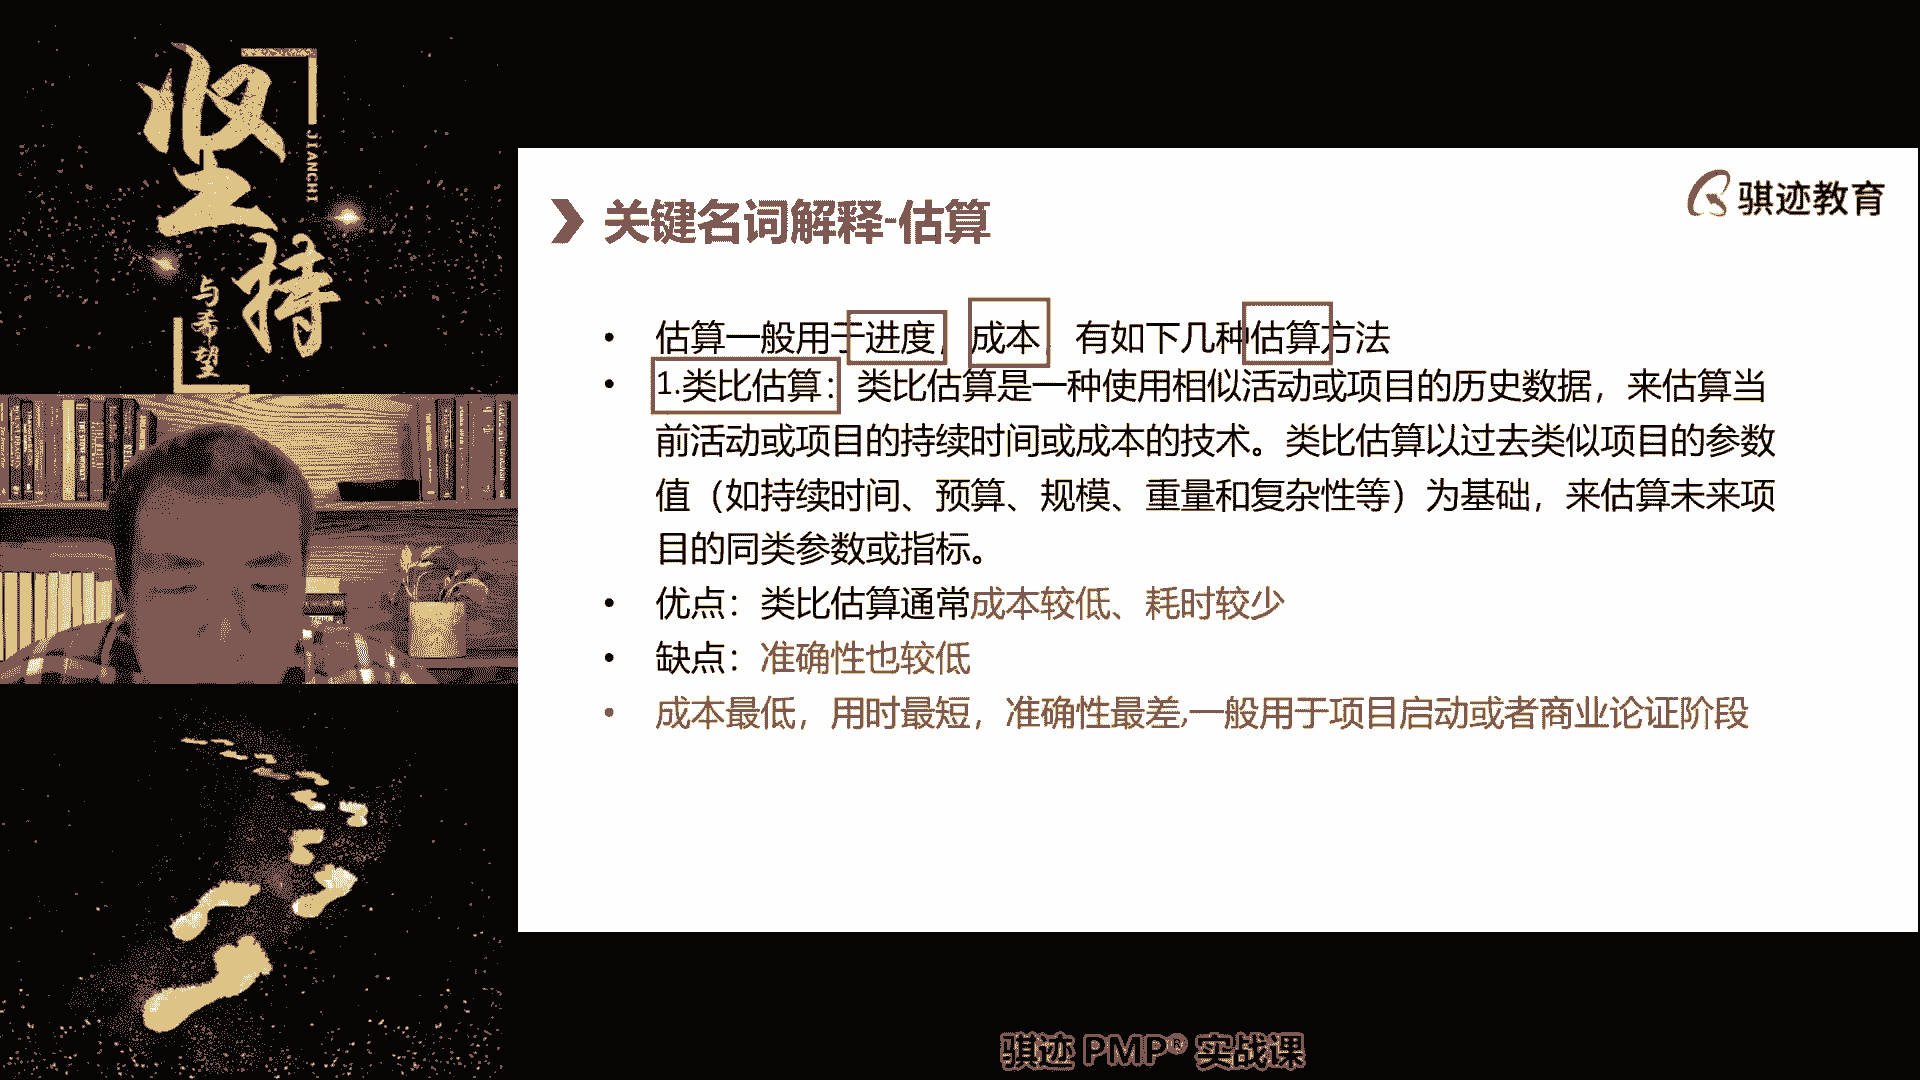 坚持
JIANCHI
与希望
骐迹教育
关键名词解释-估算
• 估算一般用于进度,成本,有如下几种估算方法
• 1.类比估算：类比估算是一种使用相似活动或项目的历史数据，来估算当
前活动或项目的持续时间或成本的技术。类比估算以过去类似项目的参数
值（如持续时间、预算、规模、重量和复杂性等）为基础，来估算未来项
目的同类参数或指标。
• 优点：类比估算通常成本较低、耗时较少
• 缺点：准确性也较低
• 成本最低，用时最短，准确性最差,一般用于项目启动或者商业论证阶段
骐迹 PMP® 实战课